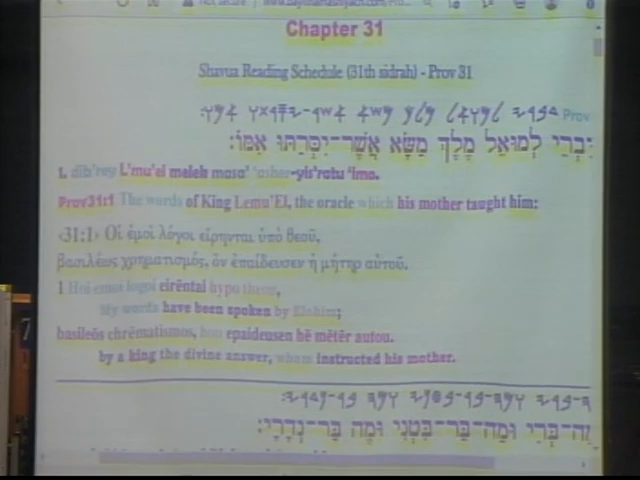 Chapter 31
Shavua Reading Schedule (31th sidrah) - Prov 31
Prov
דִּבְרֵי לְמוּאֵל מֶלֶךְ מַשָּׂא אֲשֶׁר־יִסְּרַתּוּ אִמּוֹ׃
1. dib'rey L'mu'el melek masa' 'asher-yis'ratu 'imo.
Prov31:1 The words of King Lemu'El, the oracle which his mother taught him:
‹31:1› Οἱ ἐμοὶ λόγοι εἴρηνται ὑπὸ θεοῦ,
βασιλέως χρηματισμός, ὃν ἐπαίδευσεν ἡ μήτηρ αὐτοῦ.
1 Hoi emoi logoi eirēntai hypo theou,
My words have been spoken by Elohim;
basileōs chrēmatismos, hon epaideusen hē mētēr autou.
by a king the divine answer, whom instructed his mother.
מַה־בְּרִי וּמַה־בַּר־בִּטְנִי וּמֶה בַּר־נְדָרָי׃